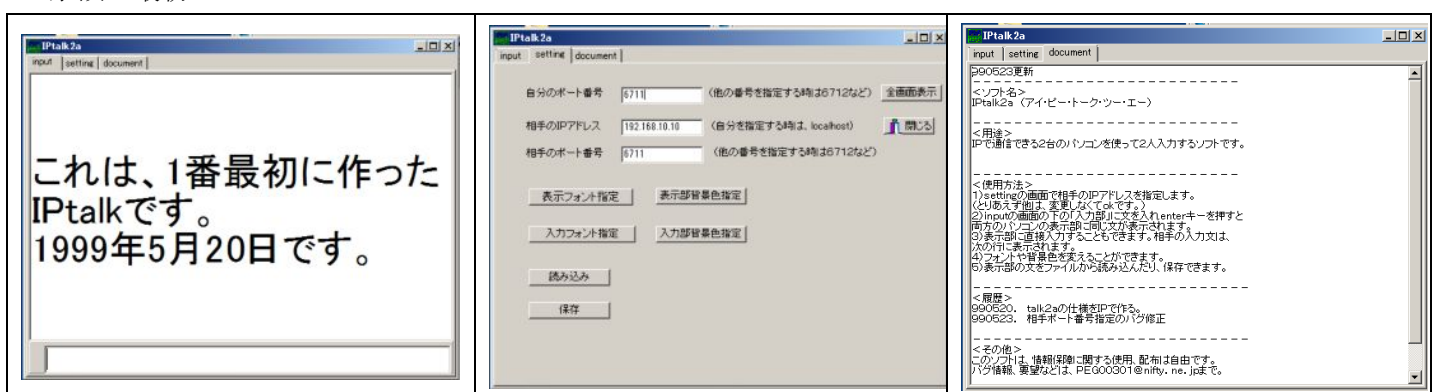 IPtalk2a
input setting document
これは、1番最初に作った
IPtalkです。
1999年5月20日です。
IPtalk2a
input setting document
自分のポート番号 6711 (他の番号を指定する時は6712など) 全画面表示
相手のIPアドレス 192.168.10.10 (自分を指定する時は、localhost) 閉じる
相手のポート番号 6711 (他の番号を指定する時は6712など)
表示フォント指定 表示部背景色指定
入力フォント指定 入力部背景色指定
読み込み
保存
IPtalk2a
input setting document
990523更新
- - - - - - - - - - - - - - - - - - - - - - - - - - - -
<ソフト名>
IPtalk2a (アイ・ピー・トーク・ツー・エー)
- - - - - - - - - - - - - - - - - - - - - - - - - - - -
<用途>
IPで通信できる2台のパソコンを使って2人入力するソフトです。
- - - - - - - - - - - - - - - - - - - - - - - - - - - -
<使用方法>
1)settingの画面で相手のIPアドレスを指定します。
(とりあえず他は、変更しなくてokです。)
2)inputの画面の下の「入力部」に文を入れenterキーを押すと
両方のパソコンの表示部に同じ文が表示されます。
3)表示部に直接入力することもできます。相手の入力文は、
次の行に表示されます。
4)フォントや背景色を変えることができます。
5)表示部の文をファイルから読み込んだり、保存できます。
- - - - - - - - - - - - - - - - - - - - - - - - - - - -
<履歴>
990520. talk2aの仕様をIPで作る。
990523. 相手ポート番号指定のバグ修正
- - - - - - - - - - - - - - - - - - - - - - - - - - - -
<その他>
このソフトは、情報保障に関する使用、配布は自由です。
バグ情報、要望などは、PEG00301@nifty.ne.jpまで。